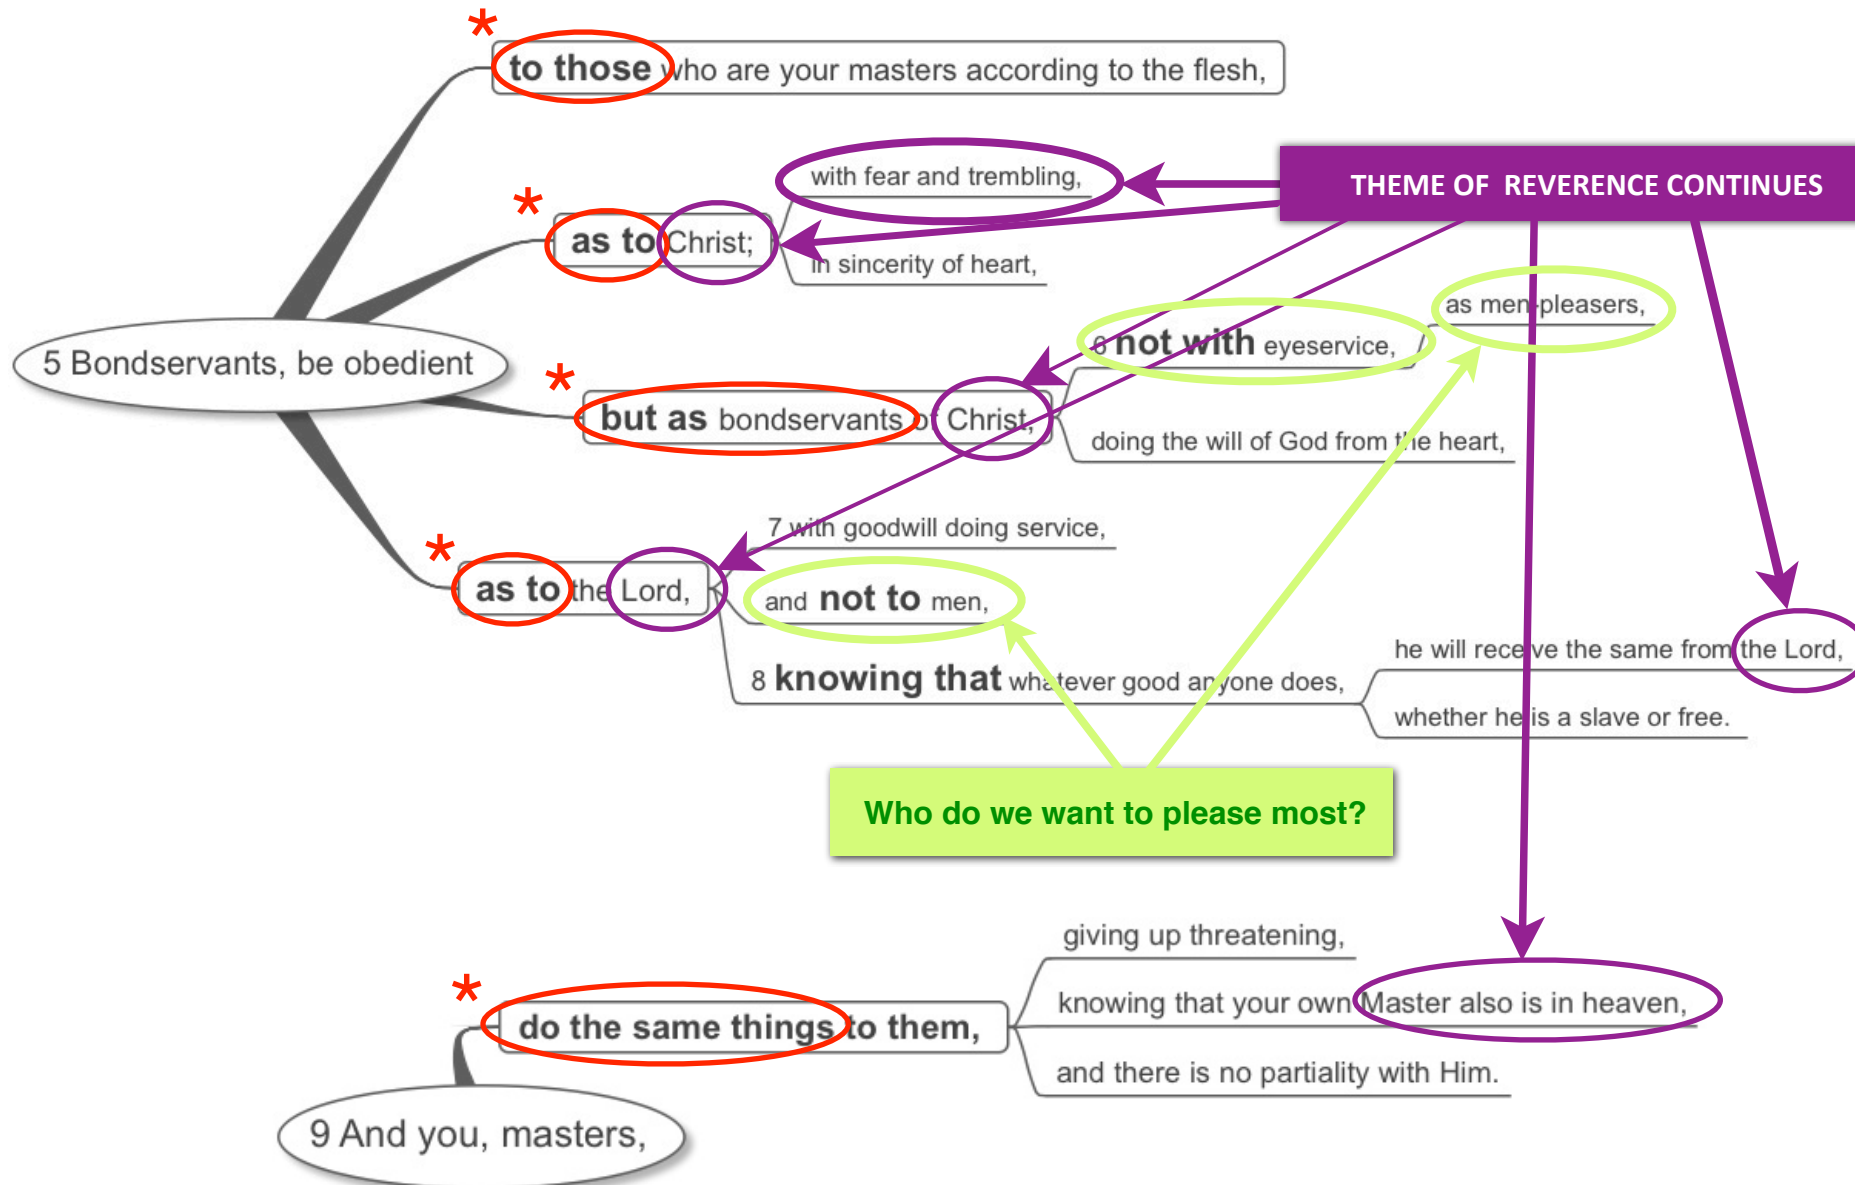 to those who are your masters according to the flesh,
with fear and trembling,
THEME OF REVERENCE CONTINUES
as to Christ;
in sincerity of heart,
as men-pleasers,
6 not with eyeservice,
5 Bondservants, be obedient
but as bondservants of Christ,
doing the will of God from the heart,
7 with goodwill doing service,
as to the Lord,
and not to men,
he will receive the same from the Lord,
8 knowing that whatever good anyone does,
whether he is a slave or free.
Who do we want to please most?
giving up threatening,
knowing that your own Master also is in heaven,
do the same things to them,
and there is no partiality with Him.
9 And you, masters,